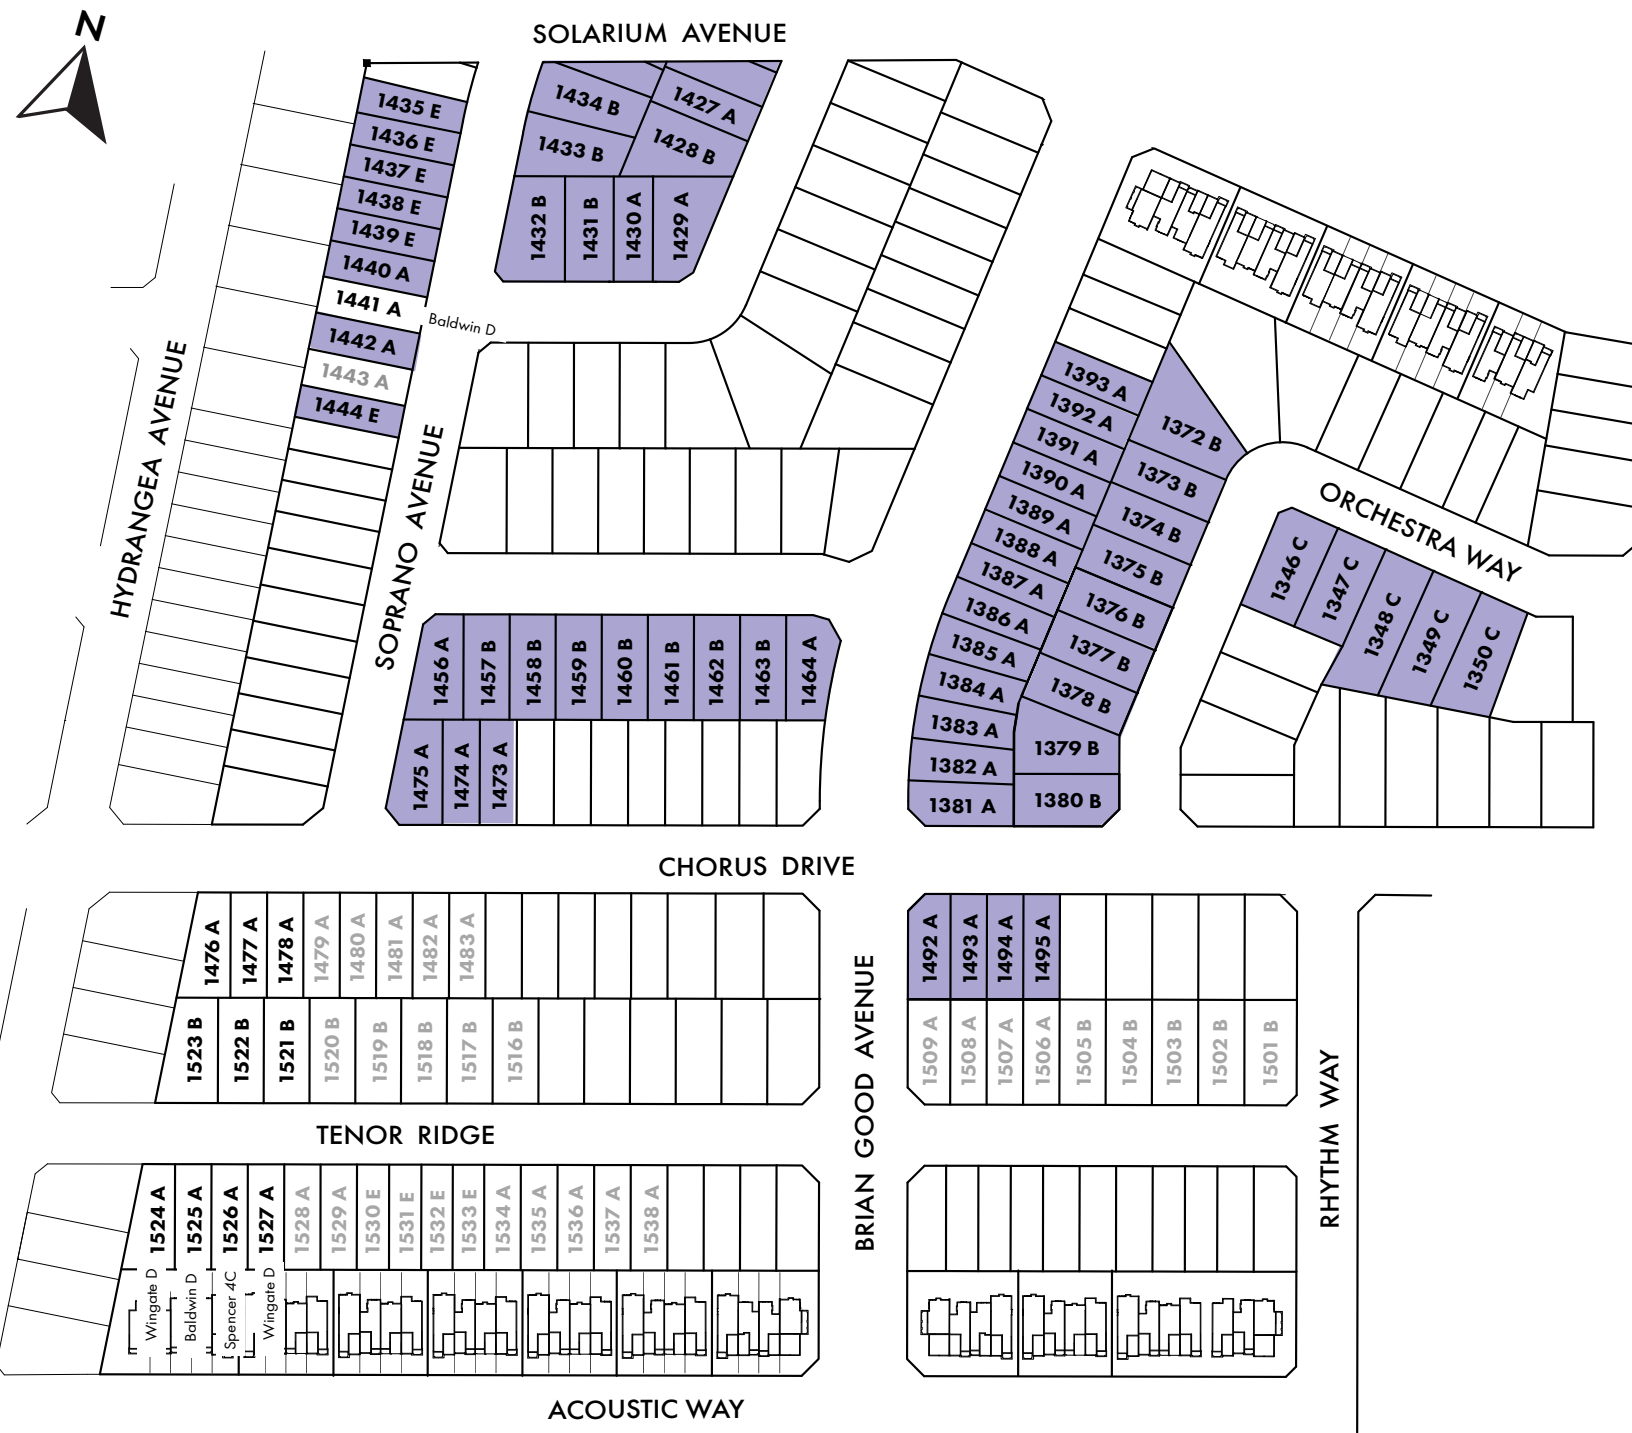 N
SOLARIUM AVENUE
1435 E
1436 E
1437 E
1438 E
1439 E
1440 A
1441 A
1442 A
1443 A
1444 E
1434 B
1427 A
1433 B
1428 B
1432 B
1431 B
1430 A
1429 A
Baldwin D
HYDRANGEA AVENUE
SOPRANO AVENUE
1393 A
1392 A
1391 A
1390 A
1389 A
1388 A
1387 A
1386 A
1385 A
1384 A
1383 A
1382 A
1381 A
1372 B
1373 B
1374 B
1375 B
1376 B
1377 B
1378 B
1379 B
1380 B
ORCHESTRA WAY
1346 C
1347 C
1348 C
1349 C
1350 C
1456 A
1457 B
1458 B
1459 B
1460 B
1461 B
1462 B
1463 B
1464 A
1475 A
1474 A
1473 A
CHORUS DRIVE
1476 A
1477 A
1478 A
1479 A
1480 A
1481 A
1482 A
1483 A
1492 A
1493 A
1494 A
1495 A
1523 B
1522 B
1521 B
1520 B
1519 B
1518 B
1517 B
1516 B
1509 A
1508 A
1507 A
1506 A
1505 B
1504 B
1503 B
1502 B
1501 B
BRIAN GOOD AVENUE
RHYTHM WAY
TENOR RIDGE
1524 A
1525 A
1526 A
1527 A
1528 A
1529 A
1530 E
1531 E
1532 E
1533 E
1534 A
1535 A
1536 A
1537 A
1538 A
Wingate D
Baldwin D
Spencer 4C
Wingate D
ACOUSTIC WAY